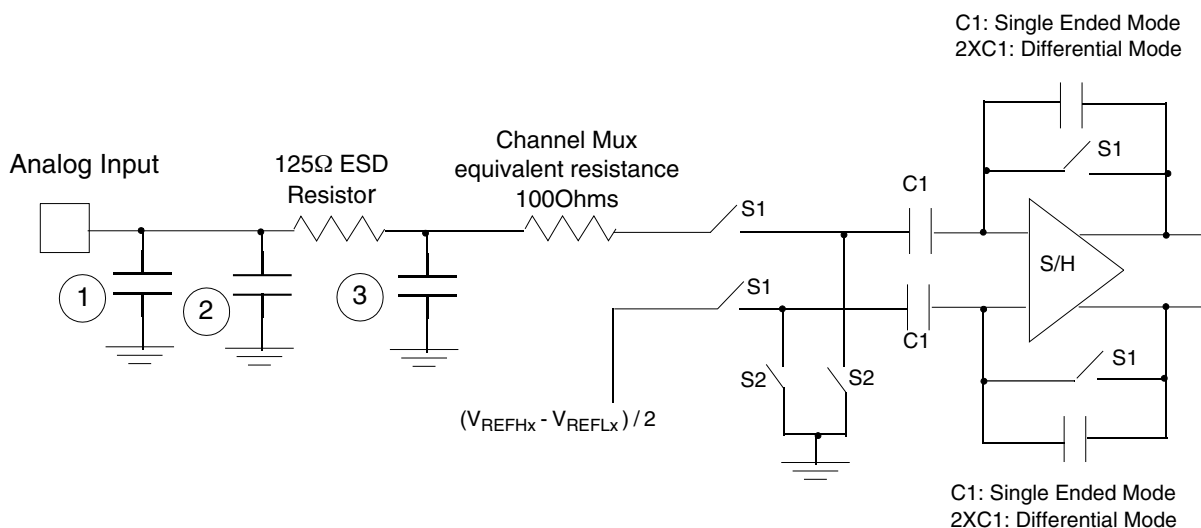 C1: Single Ended Mode
2XC1: Differential Mode
Analog Input
125Ω ESD
Resistor
Channel Mux
equivalent resistance
100Ohms
S1
C1
S1
S/H
1
2
3
S1
C1
S1
S2
S2
(VREFHx - VREFLx) / 2
C1: Single Ended Mode
2XC1: Differential Mode